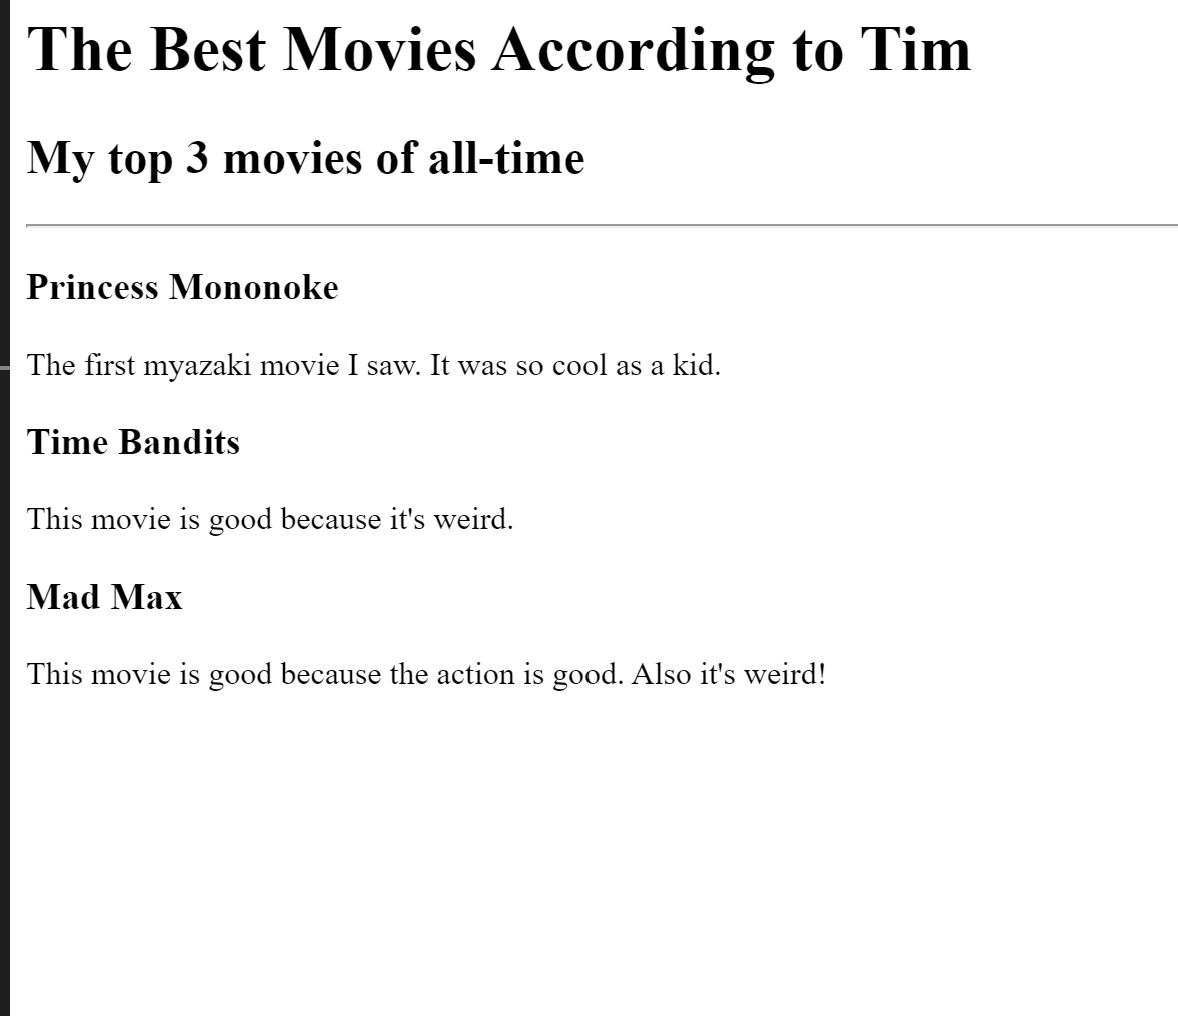 The Best Movies According to Tim
My top 3 movies of all-time
Princess Mononoke
The first myazaki movie I saw. It was so cool as a kid.
Time Bandits
This movie is good because it's weird.
Mad Max
This movie is good because the action is good. Also it's weird!